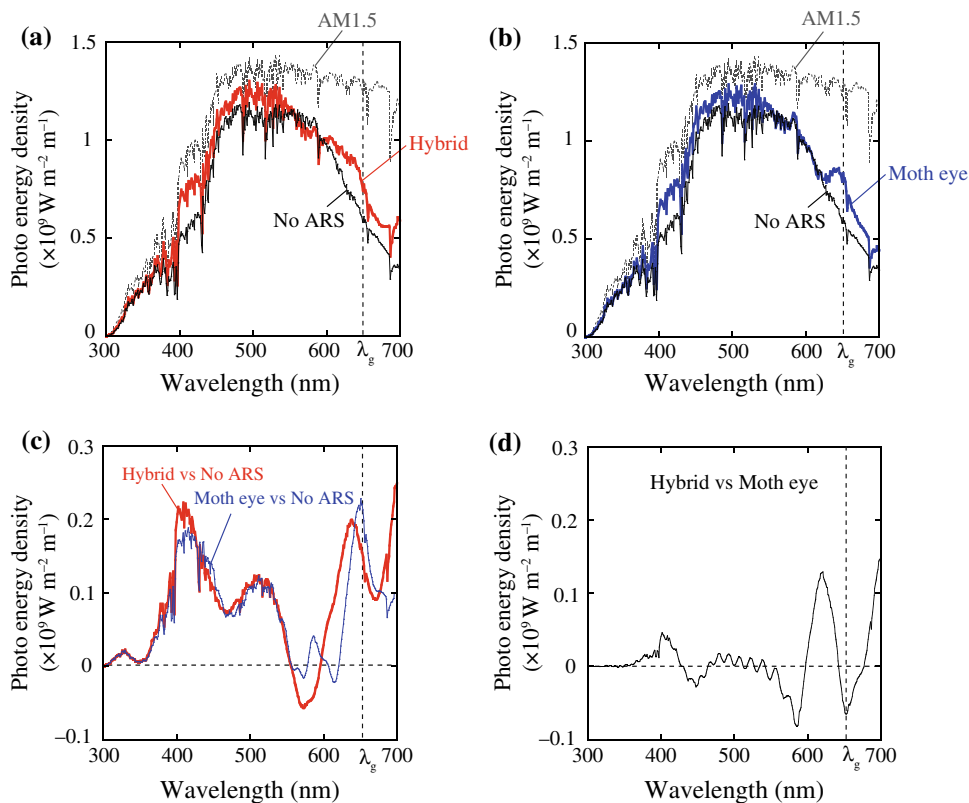 (a)
AM1.5
Photo energy density
(×10⁹ W m⁻² m⁻¹)
1.5
1
0.5
0
Hybrid
No ARS
300 400 500 600 λg 700
Wavelength (nm)
(b)
AM1.5
Photo energy density
(×10⁹ W m⁻² m⁻¹)
1.5
1
0.5
0
Moth eye
No ARS
300 400 500 600 λg 700
Wavelength (nm)
(c)
Photo energy density
(×10⁹ W m⁻² m⁻¹)
0.3
0.2
0.1
0
−0.1
Hybrid vs No ARS
Moth eye vs No ARS
300 400 500 600 λg 700
Wavelength (nm)
(d)
Photo energy density
(×10⁹ W m⁻² m⁻¹)
0.3
0.2
0.1
0
−0.1
Hybrid vs Moth eye
300 400 500 600 λg 700
Wavelength (nm)